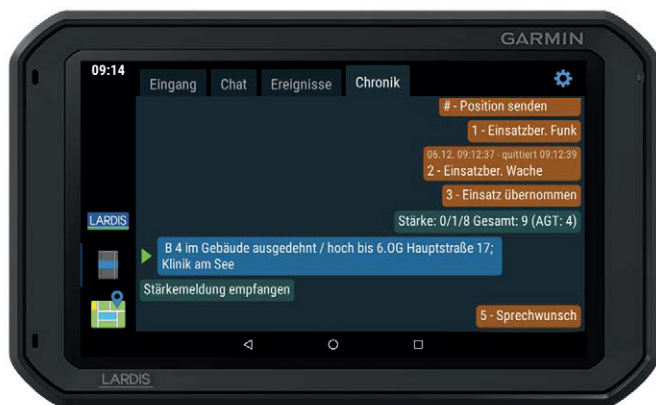 GARMIN
09:14
Eingang
Chat
Ereignisse
Chronik
# - Position senden
1 - Einsatzber. Funk
06.12. 09:12:37 - quittiert 09:12:39
2 - Einsatzber. Wache
3 - Einsatz übernommen
Stärke: 0/1/8 Gesamt: 9 (AGT: 4)
LARDIS
B 4 im Gebäude ausgedehnt / hoch bis 6.OG Hauptstraße 17;
Klinik am See
Stärkemeldung empfangen
5 - Sprechwunsch
LARDIS